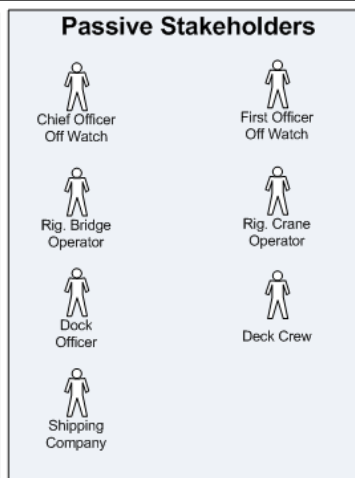 Passive Stakeholders
Chief Officer
Off Watch
First Officer
Off Watch
Rig. Bridge
Operator
Rig. Crane
Operator
Dock
Officer
Deck Crew
Shipping
Company